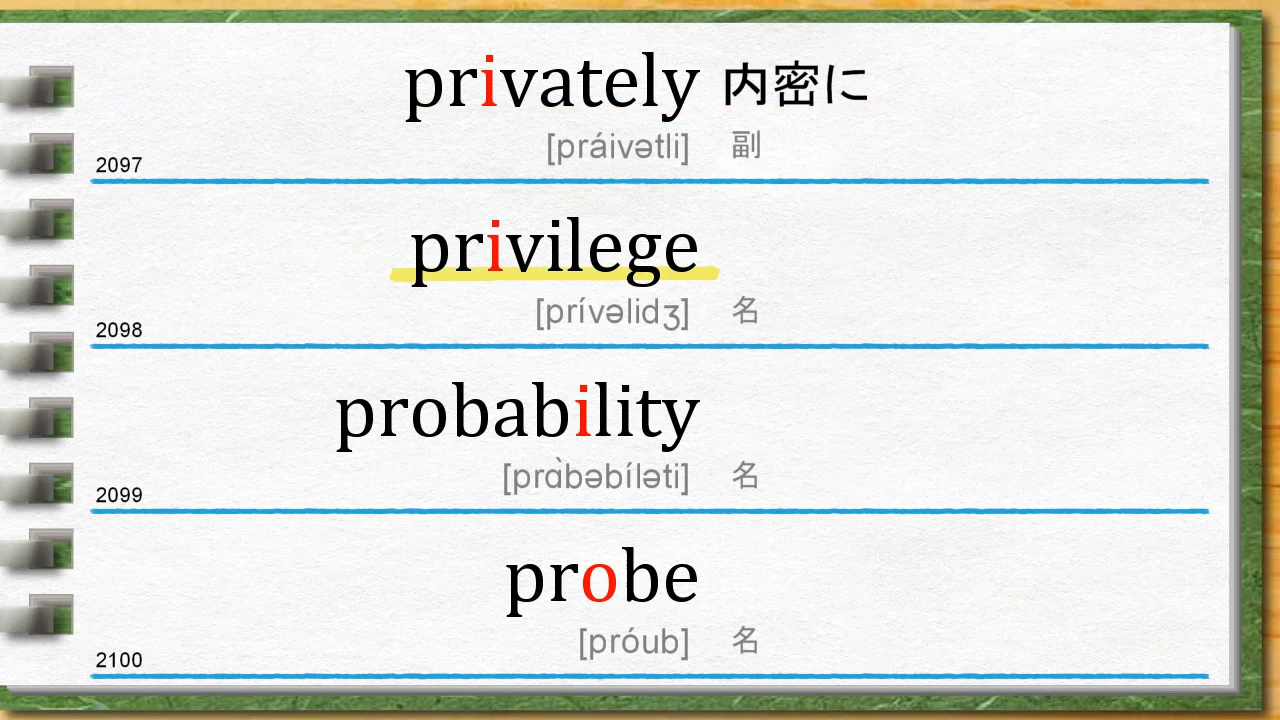 privately 内密に
[práivətli] 副
2097
privilege
[prívəlidʒ] 名
2098
probability
[prɑ̀bəbíləti] 名
2099
probe
[próub] 名
2100